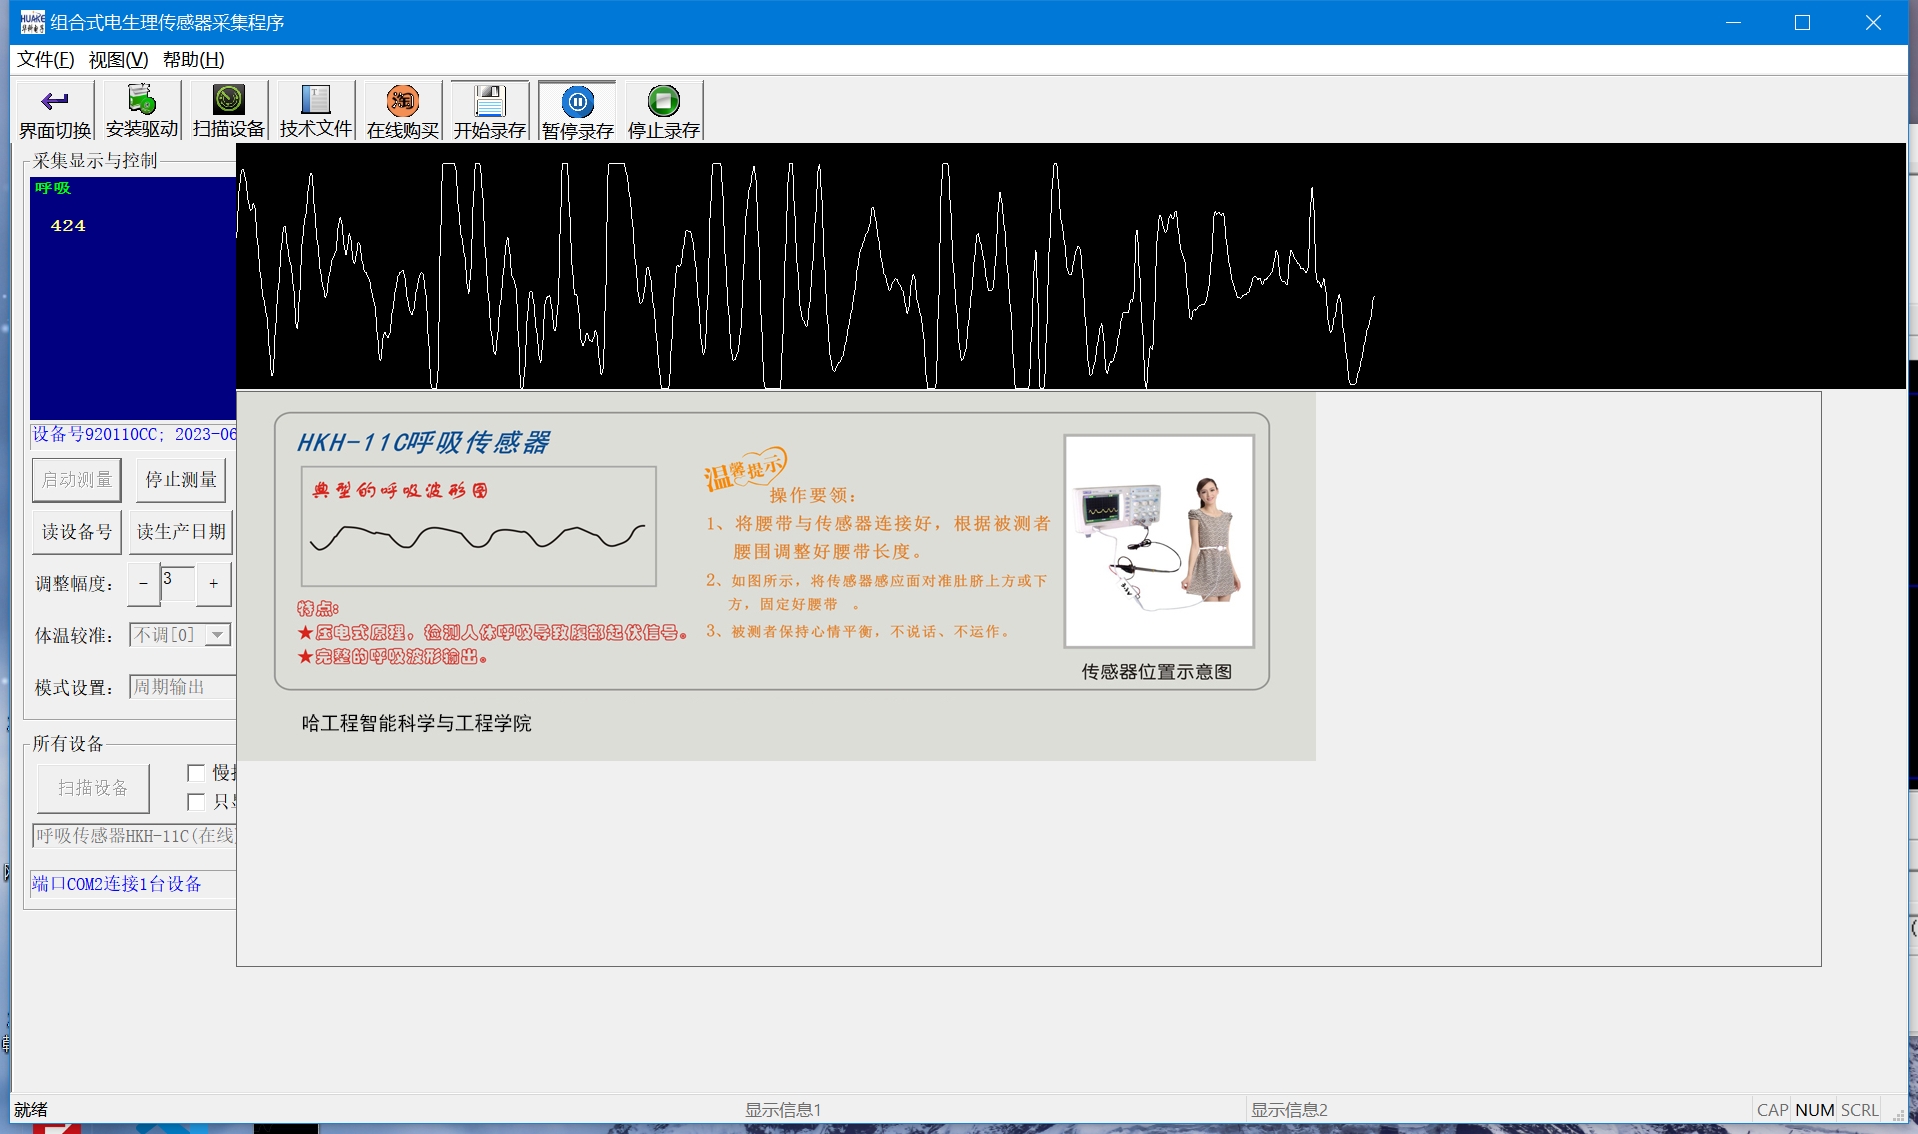 HUAKE
组合式电生理传感器采集程序
文件(F) 视图(V) 帮助(H)
界面切换 安装驱动 扫描设备 技术文件 在线购买 开始录存 暂停录存 停止录存
淘
采集显示与控制
呼吸
424
设备号920110CC; 2023-06
启动测量 停止测量
读设备号 读生产日期
调整幅度: - 3 +
体温较准: 不调[0]
模式设置: 周期输出
所有设备
扫描设备
慢
只
呼吸传感器HKH-11C(在线)
端口COM2连接1台设备
HKH-11C呼吸传感器
典型的呼吸波形图
特点:
★压电式原理，检测人体呼吸导致腹部起伏信号。
★完整的呼吸波形输出。
温馨提示
操作要领:
1、将腰带与传感器连接好，根据被测者
腰围调整好腰带长度。
2、如图所示，将传感器感应面对准肚脐上方或下
方，固定好腰带 。
3、被测者保持心情平衡，不说话、不运作。
传感器位置示意图
哈工程智能科学与工程学院
就绪 显示信息1 显示信息2 CAP NUM SCRL